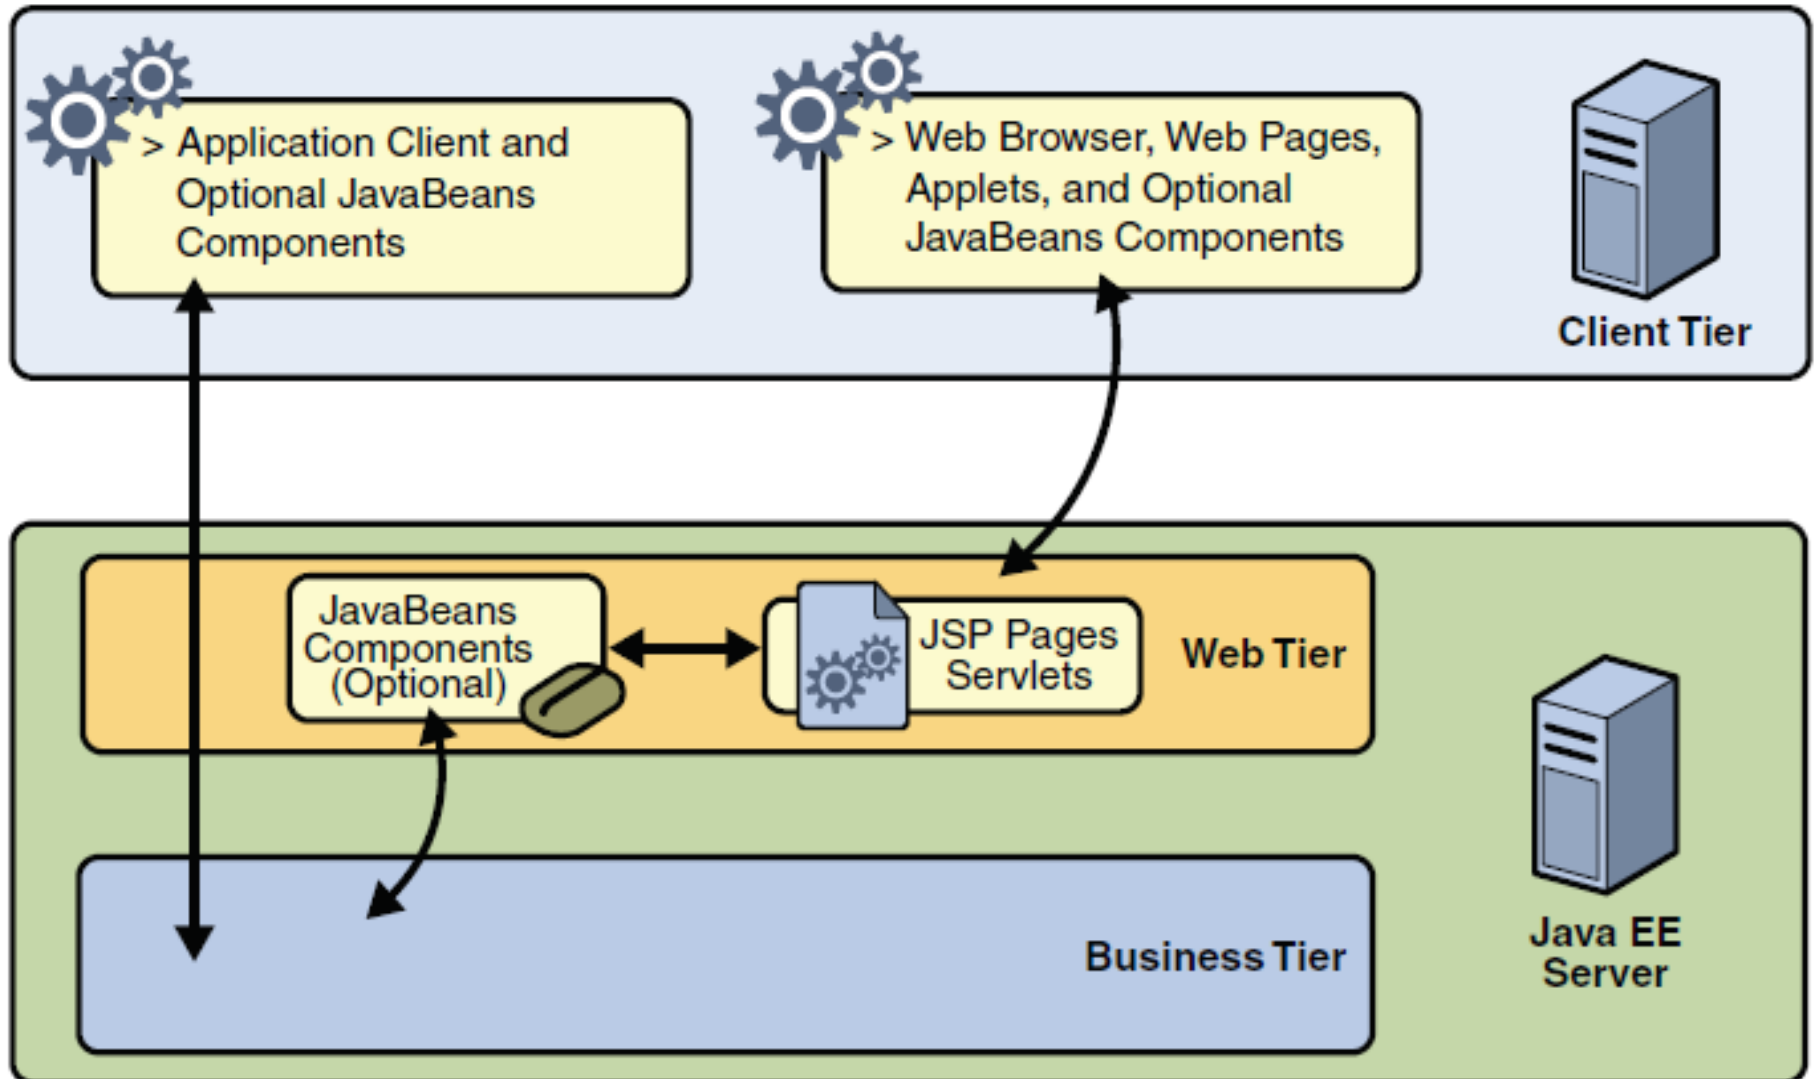 > Application Client and
Optional JavaBeans
Components
> Web Browser, Web Pages,
Applets, and Optional
JavaBeans Components
Client Tier
JavaBeans
Components
(Optional)
JSP Pages
Servlets
Web Tier
Business Tier
Java EE
Server